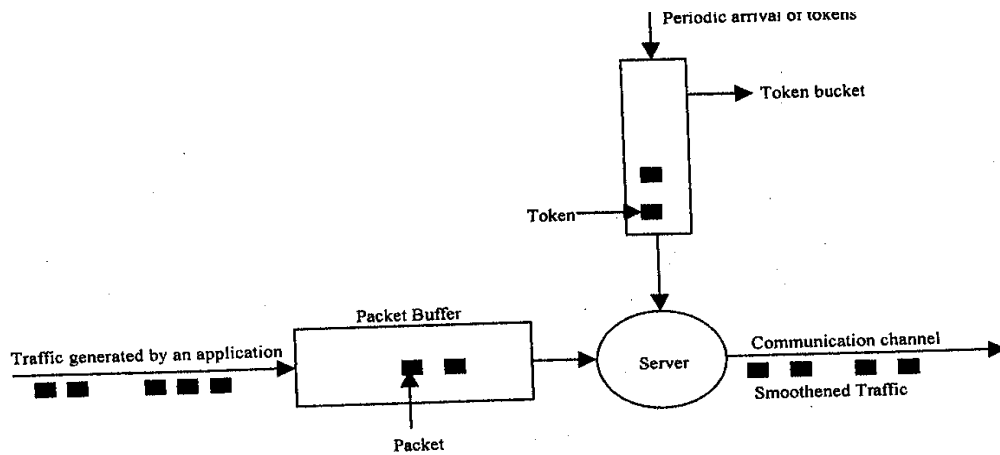 Periodic arrival of tokens
Token bucket
Token
Packet Buffer
Traffic generated by an application
Server
Communication channel
Smoothened Traffic
Packet